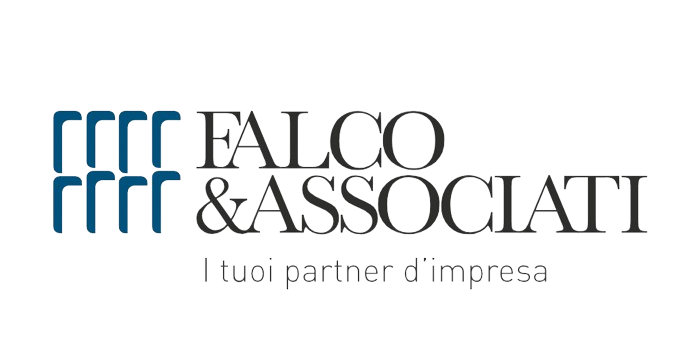 FALCO
&ASSOCIATI
I tuoi partner d'impresa